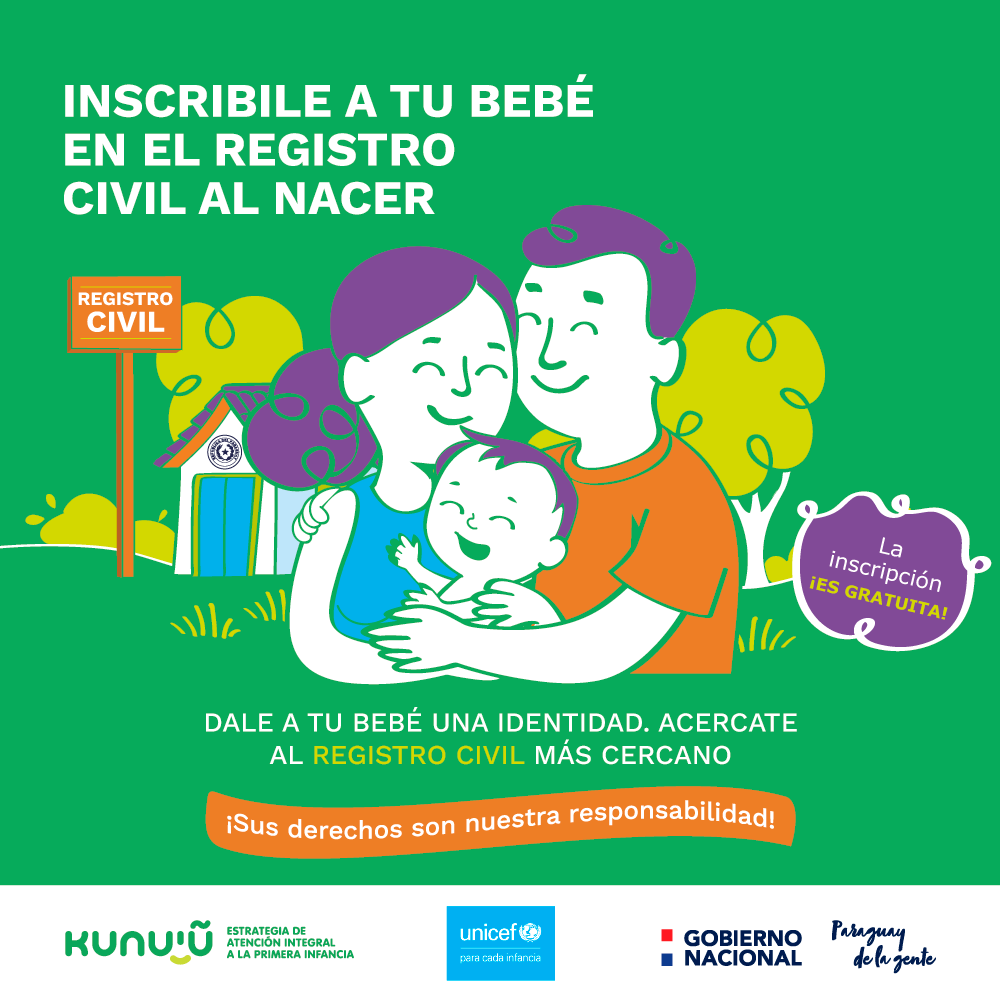 INSCRIBILE A TU BEBÉ
EN EL REGISTRO
CIVIL AL NACER
REGISTRO
CIVIL
La
inscripción
¡ES GRATUITA!
DALE A TU BEBÉ UNA IDENTIDAD. ACERCATE
AL REGISTRO CIVIL MÁS CERCANO
¡Sus derechos son nuestra responsabilidad!
KUNU'Ũ
ESTRATEGIA DE
ATENCIÓN INTEGRAL
A LA PRIMERA INFANCIA
unicef
para cada infancia
GOBIERNO
NACIONAL
Paraguay
de la gente